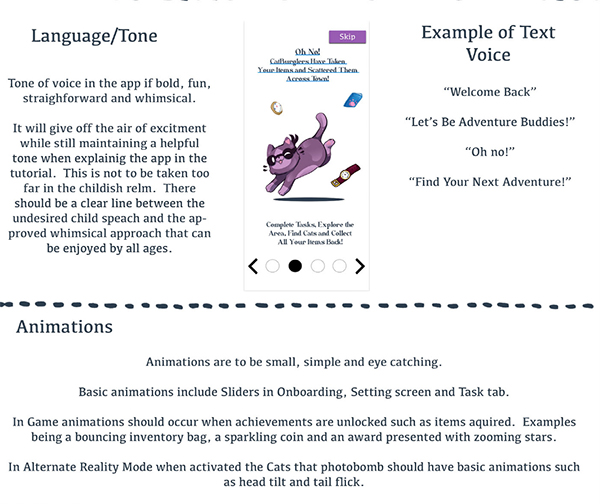 Language/Tone
Tone of voice in the app if bold, fun,
straighforward and whimsical.
It will give off the air of excitment
while still maintaining a helpful
tone when explainig the app in the
tutorial. This is not to be taken too
far in the childish relm. There
should be a clear line between the
undesired child speach and the ap-
proved whimsical approach that can
be enjoyed by all ages.
Skip
Oh No!
CatBurglers Have Taken
Your Items and Scattered Them
Across Town!
Complete Tasks, Explore the
Area, Find Cats and Collect
All Your Items Back!
Example of Text
Voice
“Welcome Back”
“Let’s Be Adventure Buddies!”
“Oh no!”
“Find Your Next Adventure!”
Animations
Animations are to be small, simple and eye catching.
Basic animations include Sliders in Onboarding, Setting screen and Task tab.
In Game animations should occur when achievements are unlocked such as items aquired. Examples
being a bouncing inventory bag, a sparkling coin and an award presented with zooming stars.
In Alternate Reality Mode when activated the Cats that photobomb should have basic animations such
as head tilt and tail flick.